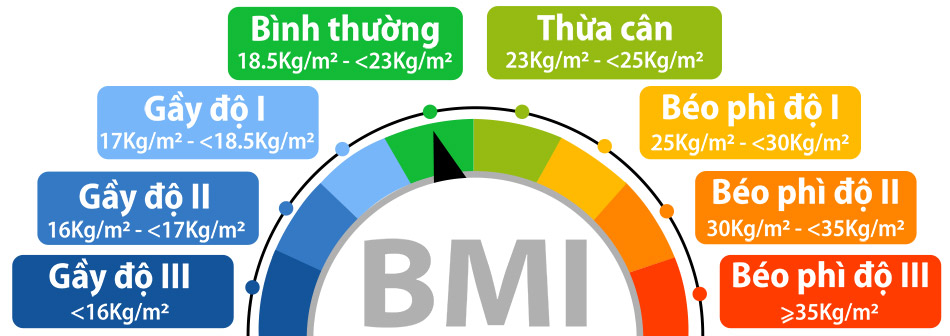 Bình thường
18.5Kg/m² - <23Kg/m²
Thừa cân
23Kg/m² - <25Kg/m²
Gầy độ I
17Kg/m² - <18.5Kg/m²
Béo phì độ I
25Kg/m² - <30Kg/m²
Gầy độ II
16Kg/m² - <17Kg/m²
Béo phì độ II
30Kg/m² - <35Kg/m²
Gầy độ III
<16Kg/m²
Béo phì độ III
⩾35Kg/m²
BMI